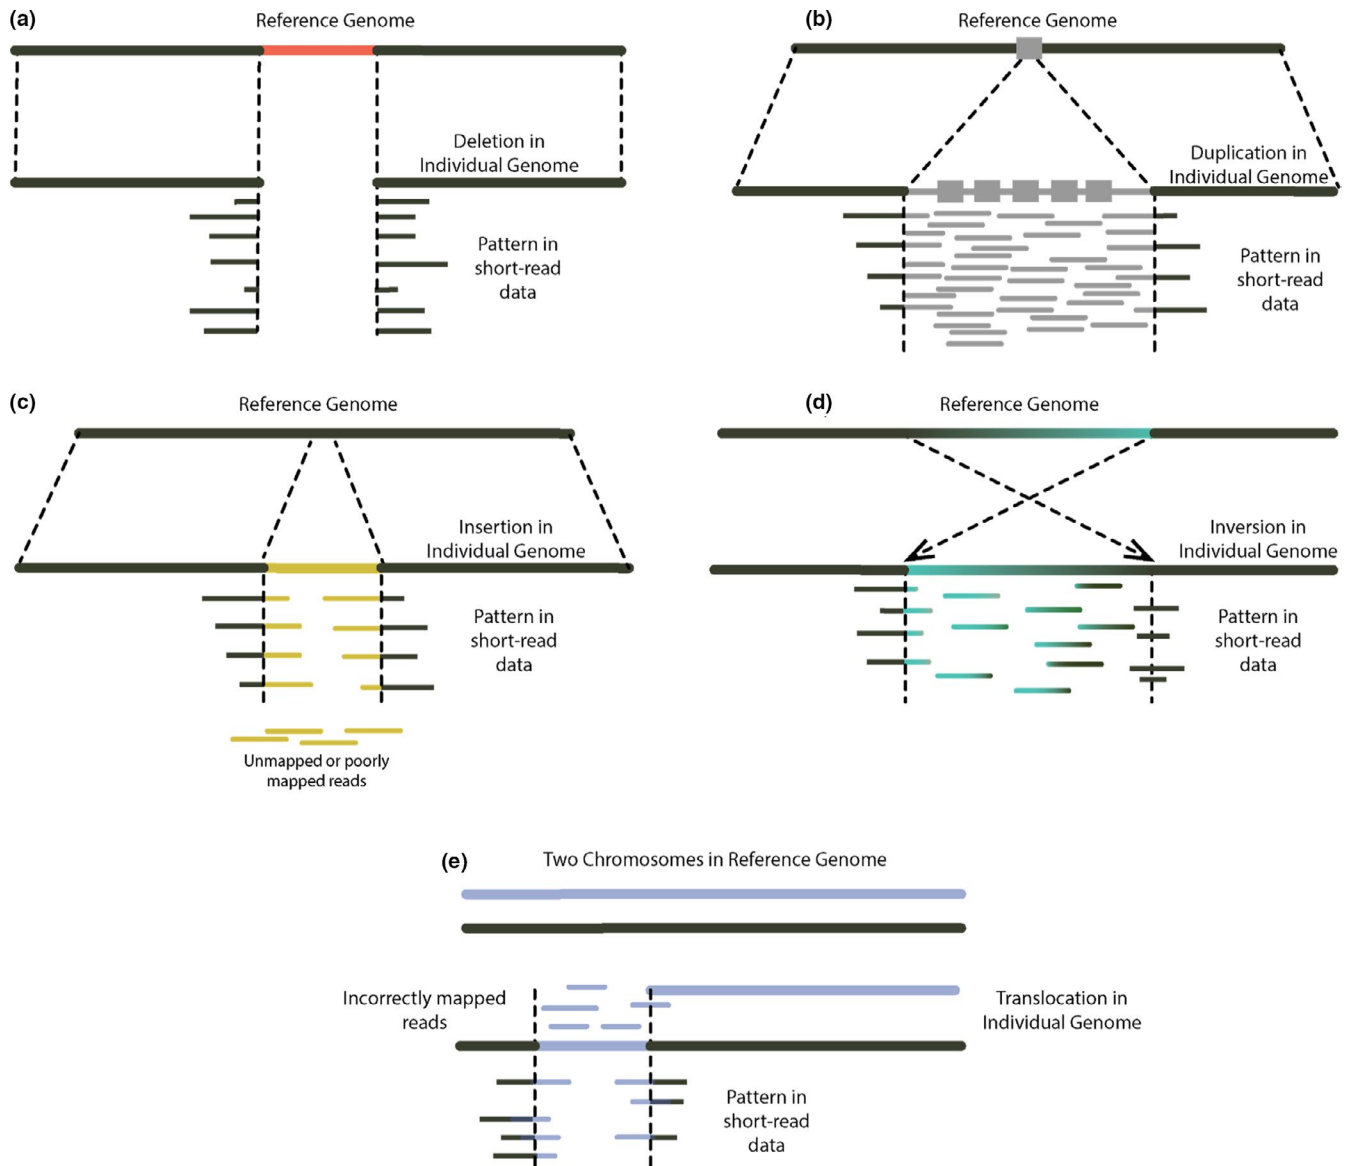 (a)
Reference Genome
Deletion in
Individual Genome
Pattern in
short-read
data
(b)
Reference Genome
Duplication in
Individual Genome
Pattern in
short-read
data
(c)
Reference Genome
Insertion in
Individual Genome
Pattern in
short-read
data
Unmapped or poorly
mapped reads
(d)
Reference Genome
Inversion in
Individual Genome
Pattern in
short-read
data
(e)
Two Chromosomes in Reference Genome
Incorrectly mapped
reads
Translocation in
Individual Genome
Pattern in
short-read
data